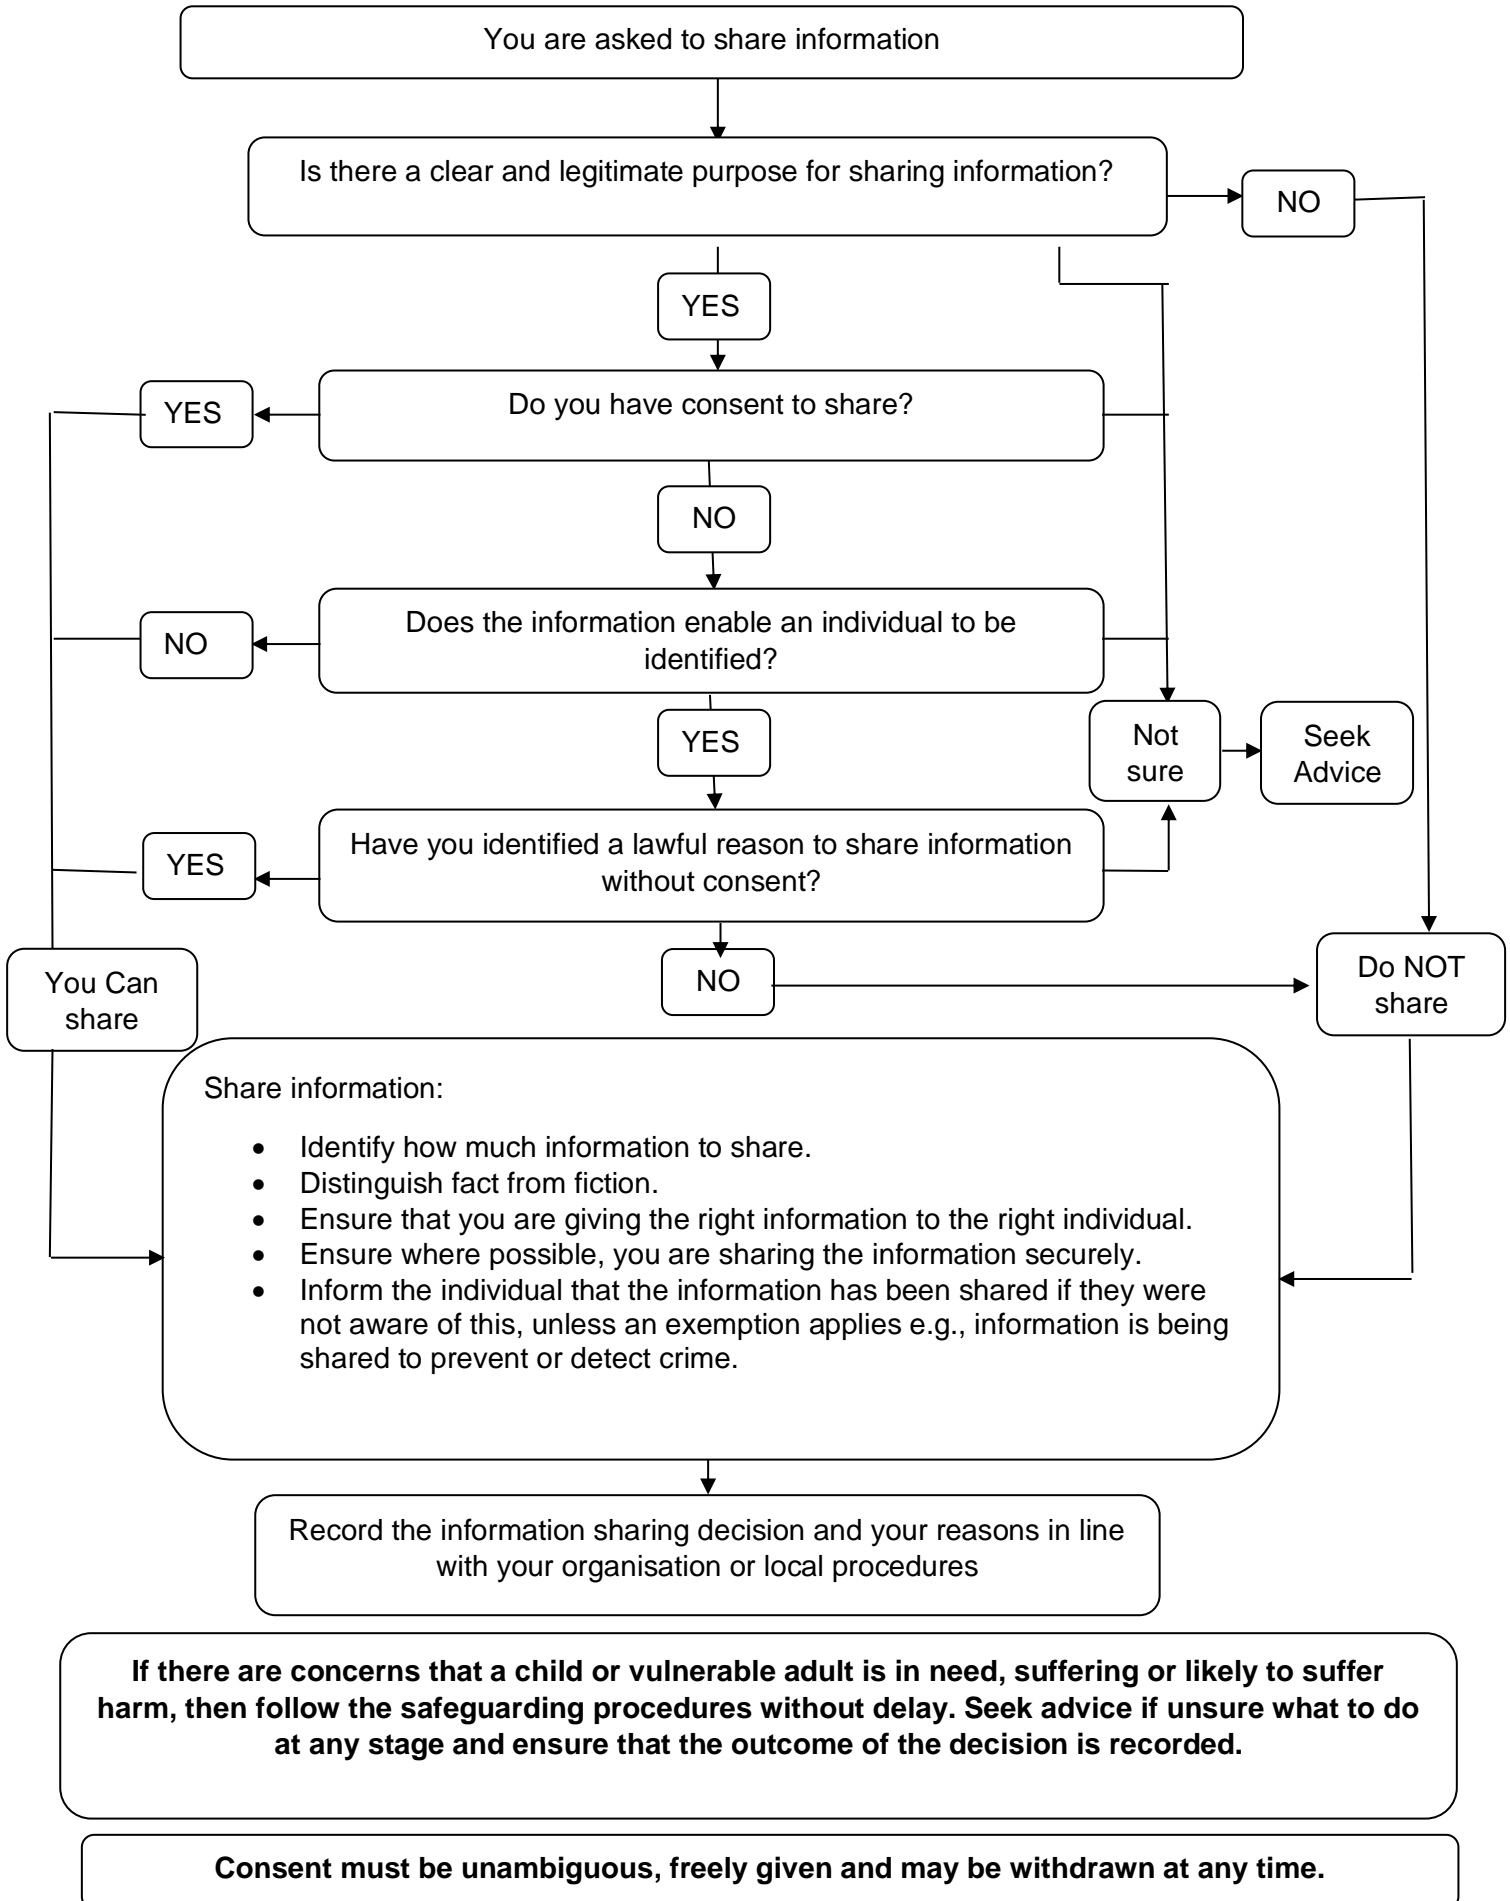 You are asked to share information
Is there a clear and legitimate purpose for sharing information?
NO
YES
Do you have consent to share?
YES
NO
Does the information enable an individual to be
identified?
NO
YES
Not
sure
Seek
Advice
Have you identified a lawful reason to share information
without consent?
YES
NO
You Can
share
Do NOT
share
Share information:
• Identify how much information to share.
• Distinguish fact from fiction.
• Ensure that you are giving the right information to the right individual.
• Ensure where possible, you are sharing the information securely.
• Inform the individual that the information has been shared if they were
not aware of this, unless an exemption applies e.g., information is being
shared to prevent or detect crime.
Record the information sharing decision and your reasons in line
with your organisation or local procedures
If there are concerns that a child or vulnerable adult is in need, suffering or likely to suffer
harm, then follow the safeguarding procedures without delay. Seek advice if unsure what to do
at any stage and ensure that the outcome of the decision is recorded.
Consent must be unambiguous, freely given and may be withdrawn at any time.